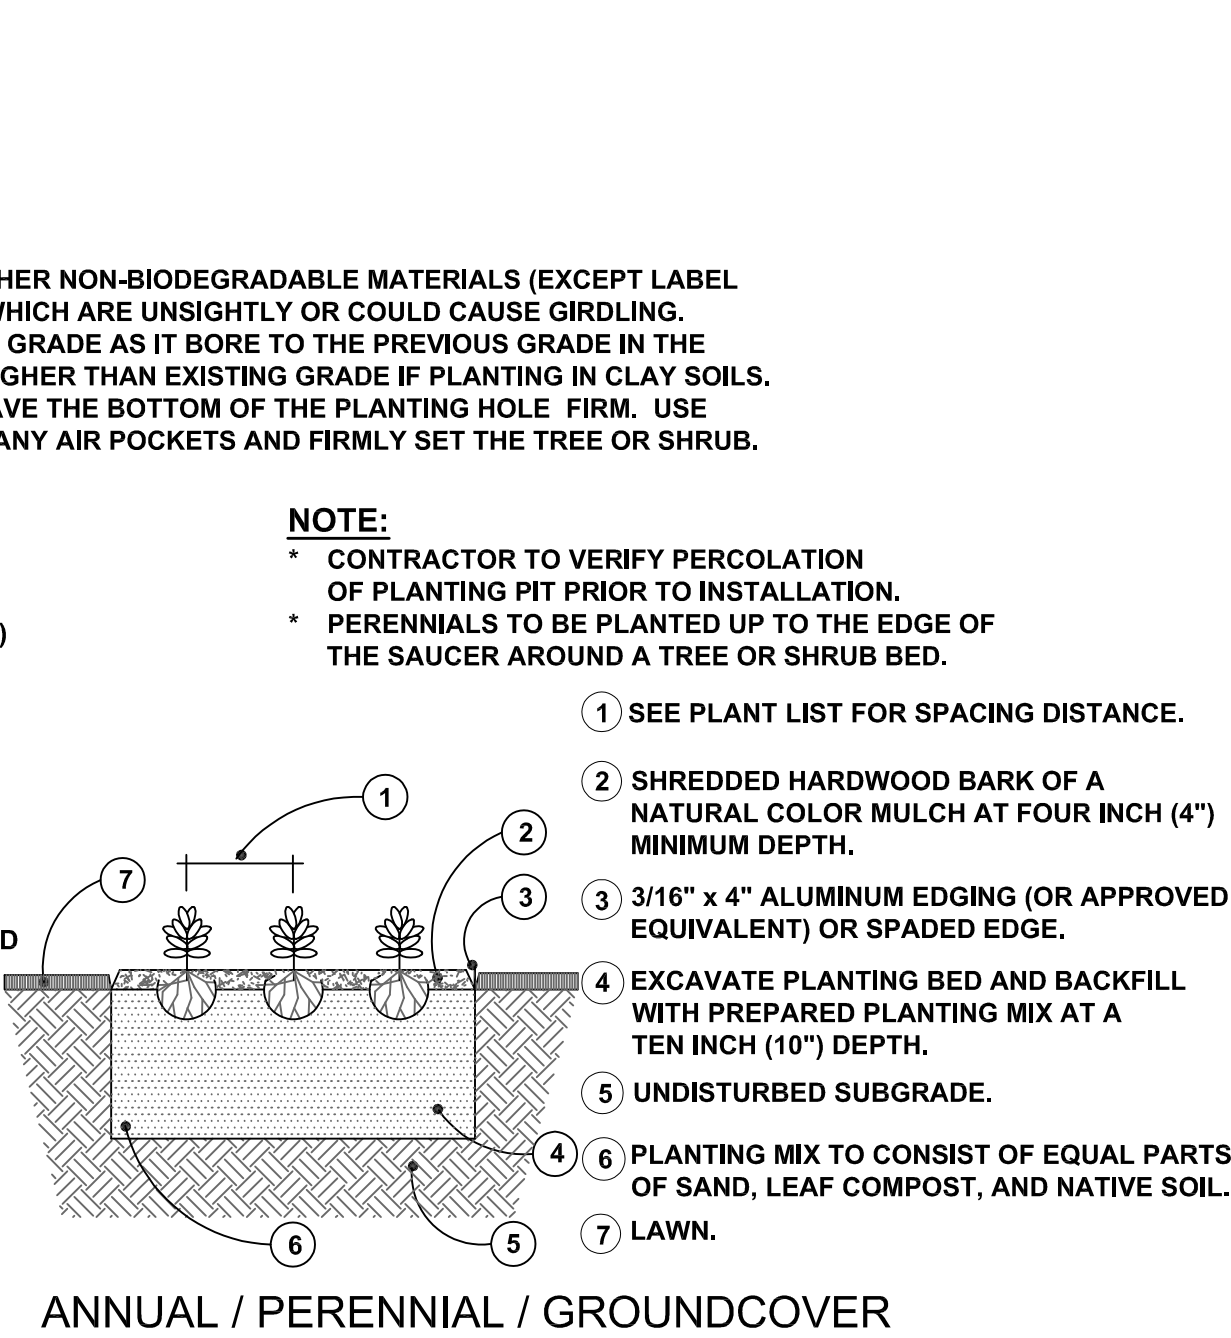 HER NON-BIODEGRADABLE MATERIALS (EXCEPT LABEL
WHICH ARE UNSIGHTLY OR COULD CAUSE GIRDLING.
GRADE AS IT BORE TO THE PREVIOUS GRADE IN THE
GHER THAN EXISTING GRADE IF PLANTING IN CLAY SOILS.
AVE THE BOTTOM OF THE PLANTING HOLE FIRM. USE
ANY AIR POCKETS AND FIRMLY SET THE TREE OR SHRUB.
NOTE:
* CONTRACTOR TO VERIFY PERCOLATION
OF PLANTING PIT PRIOR TO INSTALLATION.
* PERENNIALS TO BE PLANTED UP TO THE EDGE OF
THE SAUCER AROUND A TREE OR SHRUB BED.
)
1 SEE PLANT LIST FOR SPACING DISTANCE.
2 SHREDDED HARDWOOD BARK OF A
NATURAL COLOR MULCH AT FOUR INCH (4")
MINIMUM DEPTH.
3 3/16" x 4" ALUMINUM EDGING (OR APPROVED
EQUIVALENT) OR SPADED EDGE.
4 EXCAVATE PLANTING BED AND BACKFILL
WITH PREPARED PLANTING MIX AT A
TEN INCH (10") DEPTH.
5 UNDISTURBED SUBGRADE.
6 PLANTING MIX TO CONSIST OF EQUAL PARTS
OF SAND, LEAF COMPOST, AND NATIVE SOIL.
7 LAWN.
1
2
7
3
D
4
6
5
ANNUAL / PERENNIAL / GROUNDCOVER